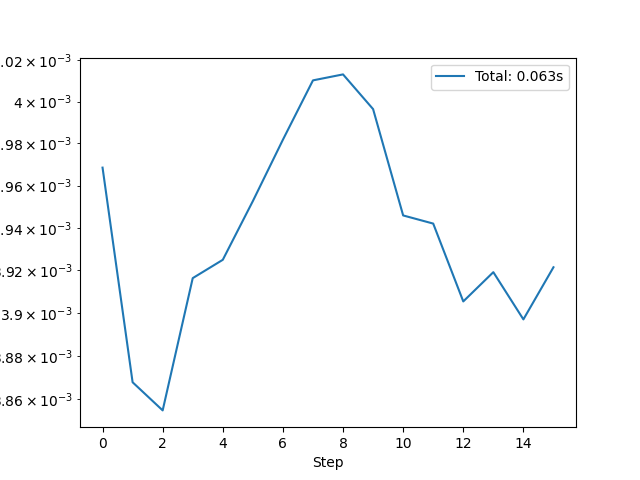 .02 × 10⁻³
4 × 10⁻³
.98 × 10⁻³
.96 × 10⁻³
.94 × 10⁻³
.92 × 10⁻³
3.9 × 10⁻³
.88 × 10⁻³
.86 × 10⁻³
Total: 0.063s
0 2 4 6 8 10 12 14
Step